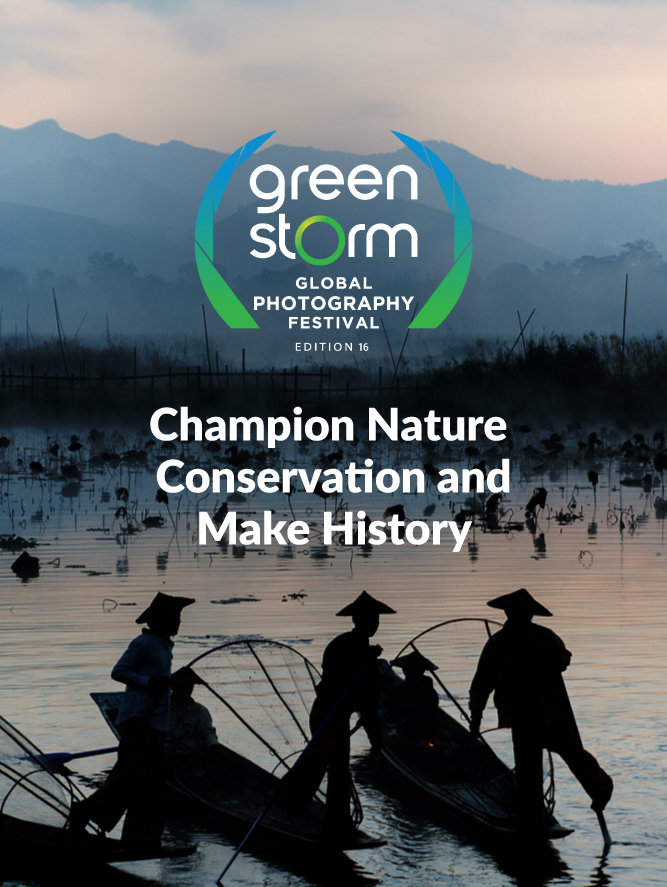 green
storm
GLOBAL
PHOTOGRAPHY
FESTIVAL
EDITION 16
Champion Nature
Conservation and
Make History